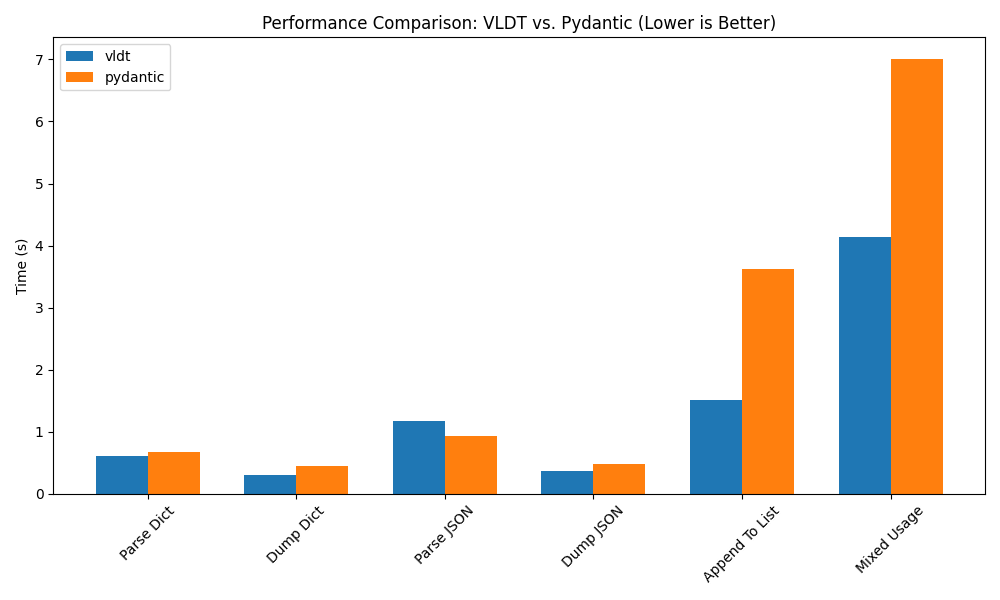 Performance Comparison: VLDT vs. Pydantic (Lower is Better)
vldt
pydantic
Time (s)
7
6
5
4
3
2
1
0
Parse Dict
Dump Dict
Parse JSON
Dump JSON
Append To List
Mixed Usage